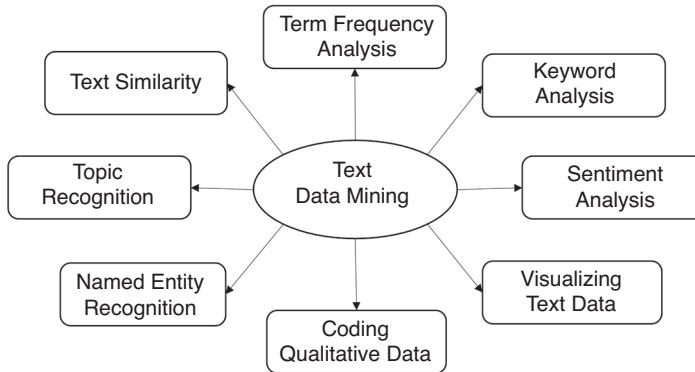 Term Frequency
Analysis
Text Similarity
Keyword
Analysis
Topic
Recognition
Text
Data Mining
Sentiment
Analysis
Named Entity
Recognition
Visualizing
Text Data
Coding
Qualitative Data